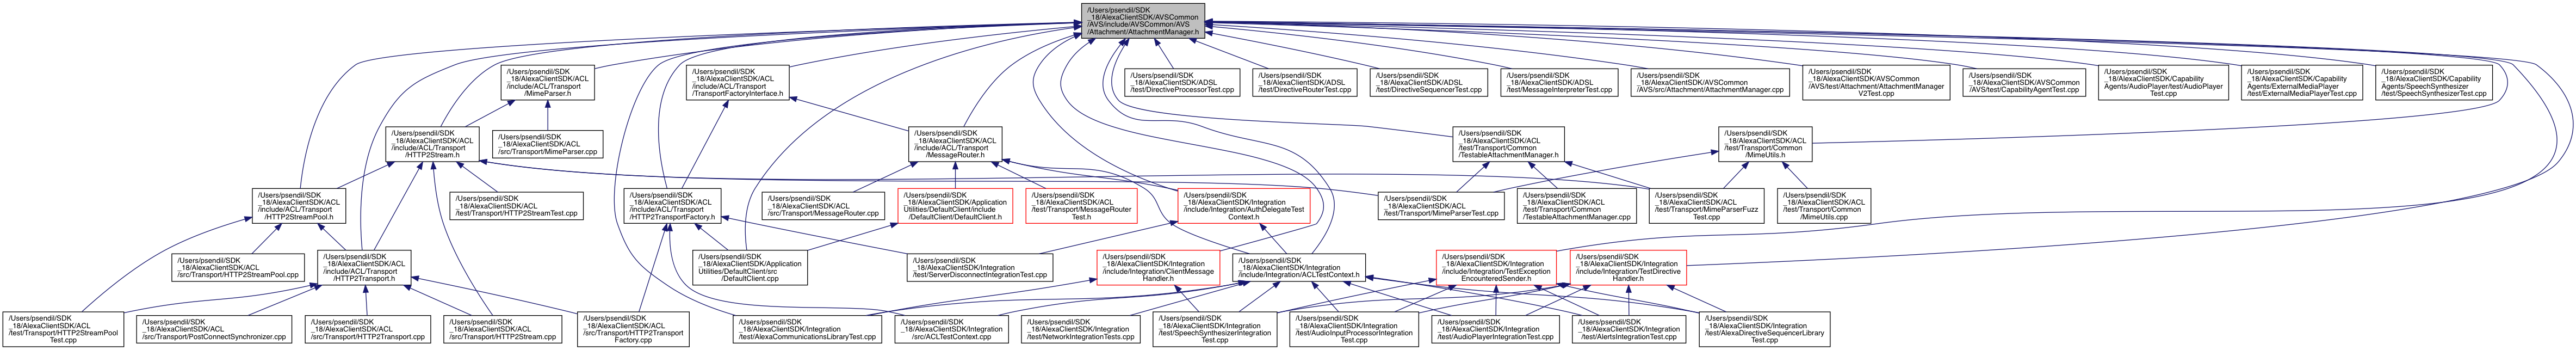 /Users/psendil/SDK
_18/AlexaClientSDK/AVSCommon
/AVS/include/AVSCommon/AVS
/Attachment/AttachmentManager.h
/Users/psendil/SDK
_18/AlexaClientSDK/ACL
/include/ACL/Transport
/MimeParser.h
/Users/psendil/SDK
_18/AlexaClientSDK/ACL
/include/ACL/Transport
/TransportFactoryInterface.h
/Users/psendil/SDK
_18/AlexaClientSDK/ADSL
/test/DirectiveProcessorTest.cpp
/Users/psendil/SDK
_18/AlexaClientSDK/ADSL
/test/DirectiveRouterTest.cpp
/Users/psendil/SDK
_18/AlexaClientSDK/ADSL
/test/DirectiveSequencerTest.cpp
/Users/psendil/SDK
_18/AlexaClientSDK/ADSL
/test/MessageInterpreterTest.cpp
/Users/psendil/SDK
_18/AlexaClientSDK/AVSCommon
/AVS/src/Attachment/AttachmentManager.cpp
/Users/psendil/SDK
_18/AlexaClientSDK/AVSCommon
/AVS/test/Attachment/AttachmentManager
V2Test.cpp
/Users/psendil/SDK
_18/AlexaClientSDK/AVSCommon
/AVS/test/CapabilityAgentTest.cpp
/Users/psendil/SDK
_18/AlexaClientSDK/Capability
Agents/AudioPlayer/test/AudioPlayer
Test.cpp
/Users/psendil/SDK
_18/AlexaClientSDK/Capability
Agents/ExternalMediaPlayer
/test/ExternalMediaPlayerTest.cpp
/Users/psendil/SDK
_18/AlexaClientSDK/Capability
Agents/SpeechSynthesizer
/test/SpeechSynthesizerTest.cpp
/Users/psendil/SDK
_18/AlexaClientSDK/ACL
/include/ACL/Transport
/HTTP2Stream.h
/Users/psendil/SDK
_18/AlexaClientSDK/ACL
/src/Transport/MimeParser.cpp
/Users/psendil/SDK
_18/AlexaClientSDK/ACL
/include/ACL/Transport
/MessageRouter.h
/Users/psendil/SDK
_18/AlexaClientSDK/ACL
/test/Transport/Common
/TestableAttachmentManager.h
/Users/psendil/SDK
_18/AlexaClientSDK/ACL
/test/Transport/Common
/MimeUtils.h
/Users/psendil/SDK
_18/AlexaClientSDK/ACL
/include/ACL/Transport
/HTTP2StreamPool.h
/Users/psendil/SDK
_18/AlexaClientSDK/ACL
/test/Transport/HTTP2StreamTest.cpp
/Users/psendil/SDK
_18/AlexaClientSDK/ACL
/include/ACL/Transport
/HTTP2TransportFactory.h
/Users/psendil/SDK
_18/AlexaClientSDK/ACL
/src/Transport/MessageRouter.cpp
/Users/psendil/SDK
_18/AlexaClientSDK/Application
Utilities/DefaultClient/include
/DefaultClient/DefaultClient.h
/Users/psendil/SDK
_18/AlexaClientSDK/ACL
/test/Transport/MessageRouter
Test.h
/Users/psendil/SDK
_18/AlexaClientSDK/Integration
/include/Integration/AuthDelegateTest
Context.h
/Users/psendil/SDK
_18/AlexaClientSDK/ACL
/test/Transport/MimeParserTest.cpp
/Users/psendil/SDK
_18/AlexaClientSDK/ACL
/test/Transport/Common
/TestableAttachmentManager.cpp
/Users/psendil/SDK
_18/AlexaClientSDK/ACL
/test/Transport/MimeParserFuzz
Test.cpp
/Users/psendil/SDK
_18/AlexaClientSDK/ACL
/test/Transport/Common
/MimeUtils.cpp
/Users/psendil/SDK
_18/AlexaClientSDK/ACL
/src/Transport/HTTP2StreamPool.cpp
/Users/psendil/SDK
_18/AlexaClientSDK/ACL
/include/ACL/Transport
/HTTP2Transport.h
/Users/psendil/SDK
_18/AlexaClientSDK/Application
Utilities/DefaultClient/src
/DefaultClient.cpp
/Users/psendil/SDK
_18/AlexaClientSDK/Integration
/test/ServerDisconnectIntegrationTest.cpp
/Users/psendil/SDK
_18/AlexaClientSDK/Integration
/include/Integration/ClientMessage
Handler.h
/Users/psendil/SDK
_18/AlexaClientSDK/Integration
/include/Integration/ACLTestContext.h
/Users/psendil/SDK
_18/AlexaClientSDK/Integration
/include/Integration/TestException
EncounteredSender.h
/Users/psendil/SDK
_18/AlexaClientSDK/Integration
/include/Integration/TestDirective
Handler.h
/Users/psendil/SDK
_18/AlexaClientSDK/ACL
/test/Transport/HTTP2StreamPool
Test.cpp
/Users/psendil/SDK
_18/AlexaClientSDK/ACL
/src/Transport/PostConnectSynchronizer.cpp
/Users/psendil/SDK
_18/AlexaClientSDK/ACL
/src/Transport/HTTP2Transport.cpp
/Users/psendil/SDK
_18/AlexaClientSDK/ACL
/src/Transport/HTTP2Stream.cpp
/Users/psendil/SDK
_18/AlexaClientSDK/ACL
/src/Transport/HTTP2Transport
Factory.cpp
/Users/psendil/SDK
_18/AlexaClientSDK/Integration
/test/AlexaCommunicationsLibraryTest.cpp
/Users/psendil/SDK
_18/AlexaClientSDK/Integration
/src/ACLTestContext.cpp
/Users/psendil/SDK
_18/AlexaClientSDK/Integration
/test/NetworkIntegrationTests.cpp
/Users/psendil/SDK
_18/AlexaClientSDK/Integration
/test/SpeechSynthesizerIntegration
Test.cpp
/Users/psendil/SDK
_18/AlexaClientSDK/Integration
/test/AudioInputProcessorIntegration
Test.cpp
/Users/psendil/SDK
_18/AlexaClientSDK/Integration
/test/AudioPlayerIntegrationTest.cpp
/Users/psendil/SDK
_18/AlexaClientSDK/Integration
/test/AlertsIntegrationTest.cpp
/Users/psendil/SDK
_18/AlexaClientSDK/Integration
/test/AlexaDirectiveSequencerLibrary
Test.cpp